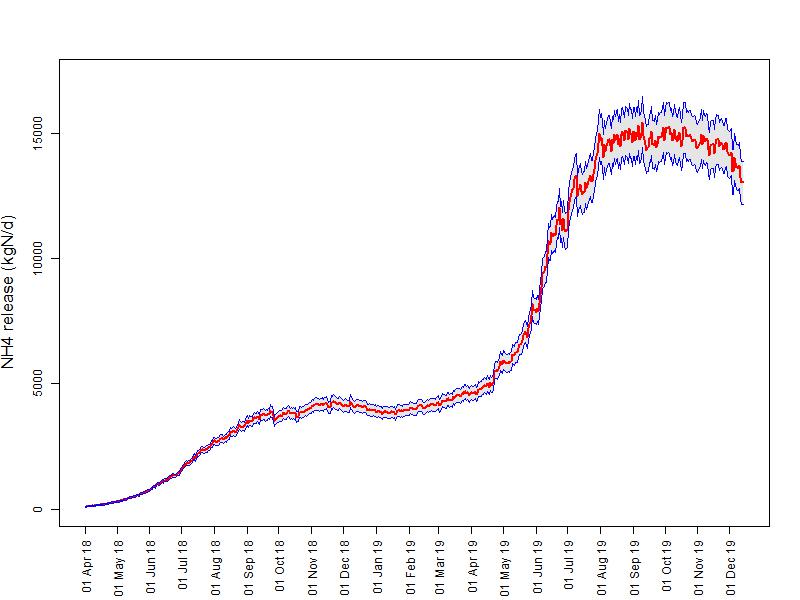 NH4 release (kgN/d)
15000
10000
5000
0
01 Apr 18
01 May 18
01 Jun 18
01 Jul 18
01 Aug 18
01 Sep 18
01 Oct 18
01 Nov 18
01 Dec 18
01 Jan 19
01 Feb 19
01 Mar 19
01 Apr 19
01 May 19
01 Jun 19
01 Jul 19
01 Aug 19
01 Sep 19
01 Oct 19
01 Nov 19
01 Dec 19